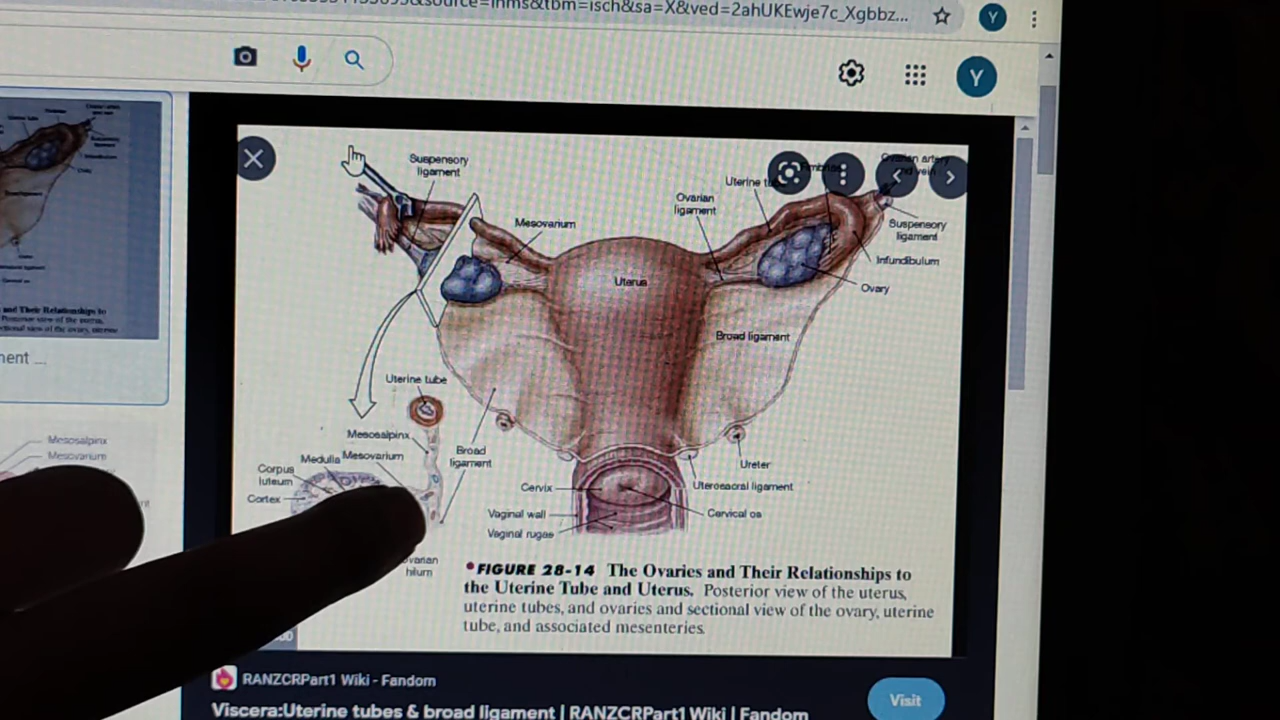 Y
Y
Suspensory
ligament
Mesovarium
Ovarian
ligament
Uterine
Suspensory
ligament
Infundibulum
Ovary
Uterus
Broad ligament
Uterine tube
Mesosalpinx
Medulla
Mesovarium
Corpus
luteum
Cortex
Broad
ligament
Ureter
Uterosacral ligament
Cervix
Cervical os
Vaginal wall
Vaginal rugae
hilum
FIGURE 28-14 The Ovaries and Their Relationships to
the Uterine Tube and Uterus. Posterior view of the uterus,
uterine tubes, and ovaries and sectional view of the ovary, uterine
tube, and associated mesenteries.
and Their Relationships to
Mesosalpinx
Mesovarium
RANZCRPart1 Wiki - Fandom
Visit
Viscera:Uterine tubes & broad ligament | RANZCRPart1 Wiki | Fandom